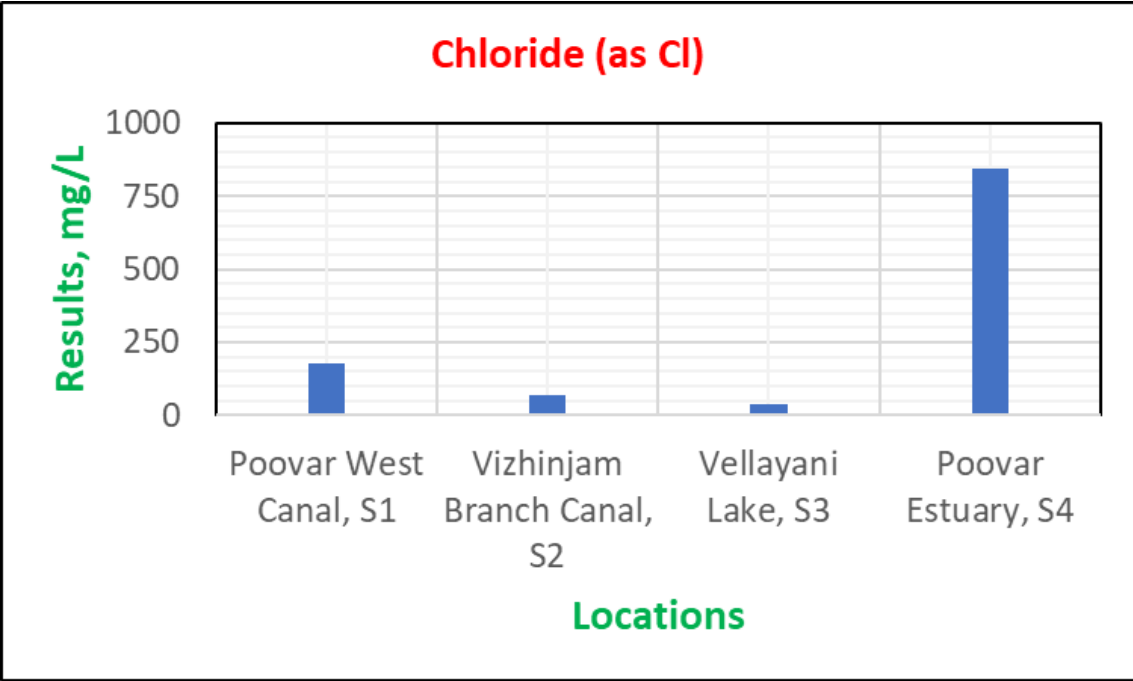 Chloride (as Cl)
Results, mg/L
1000
750
500
250
0
Poovar West
Canal, S1
Vizhinjam
Branch Canal,
S2
Vellayani
Lake, S3
Poovar
Estuary, S4
Locations